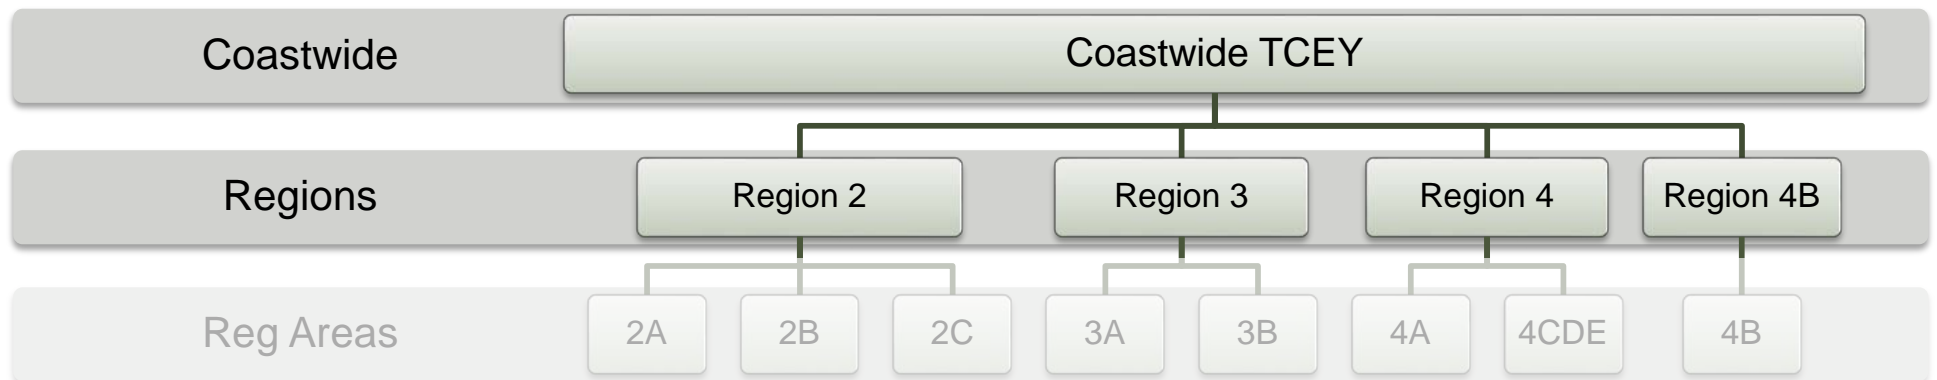 Coastwide
Coastwide TCEY
Regions
Region 2
Region 3
Region 4
Region 4B
Reg Areas
2A
2B
2C
3A
3B
4A
4CDE
4B